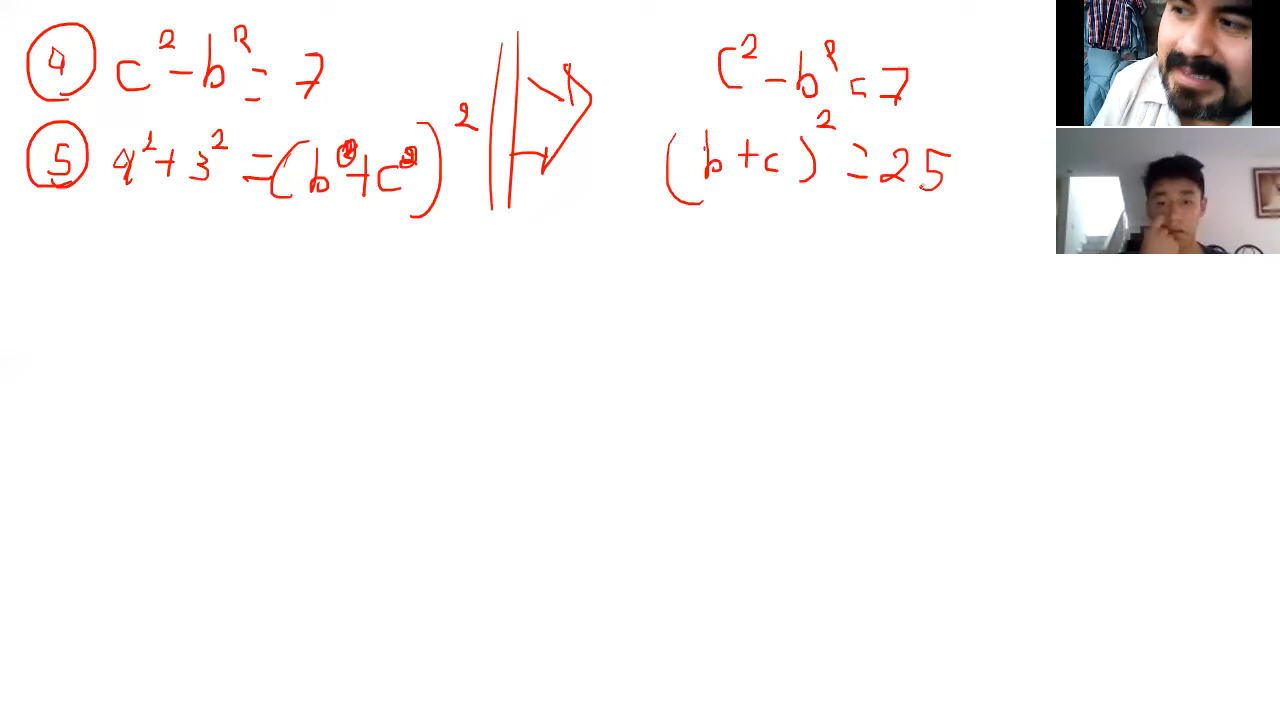 ④ c² - b² = 7
⑤ 4² + 3² = (b + c)²
c² - b² = 7
(b + c)² = 25